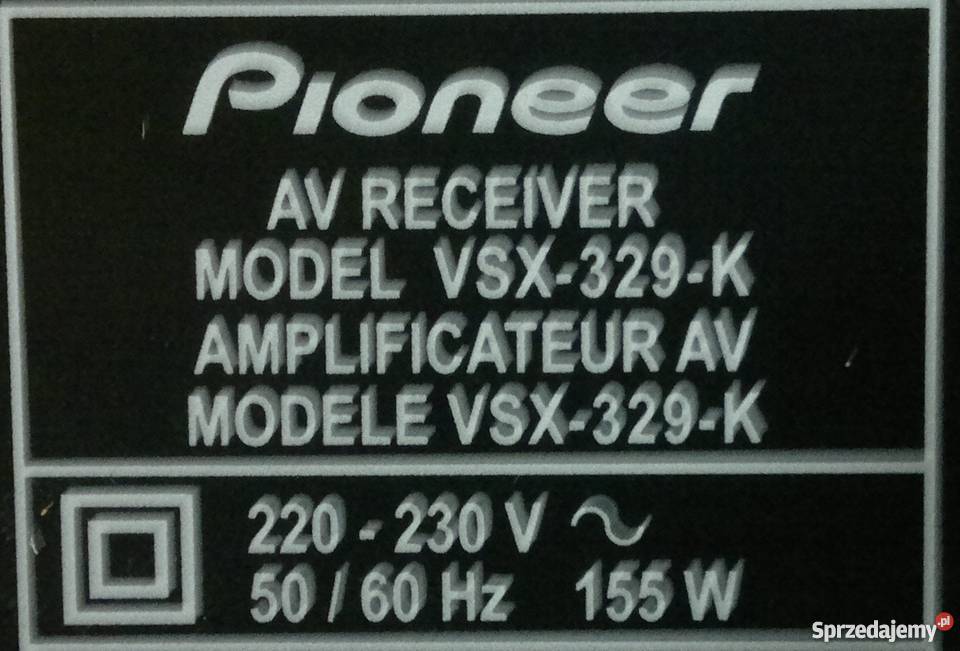 Pioneer
AV RECEIVER
MODEL VSX-329-K
AMPLIFICATEUR AV
MODELE VSX-329-K
220 - 230 V ~
50 / 60 Hz 155 W
Sprzedajemy.pl